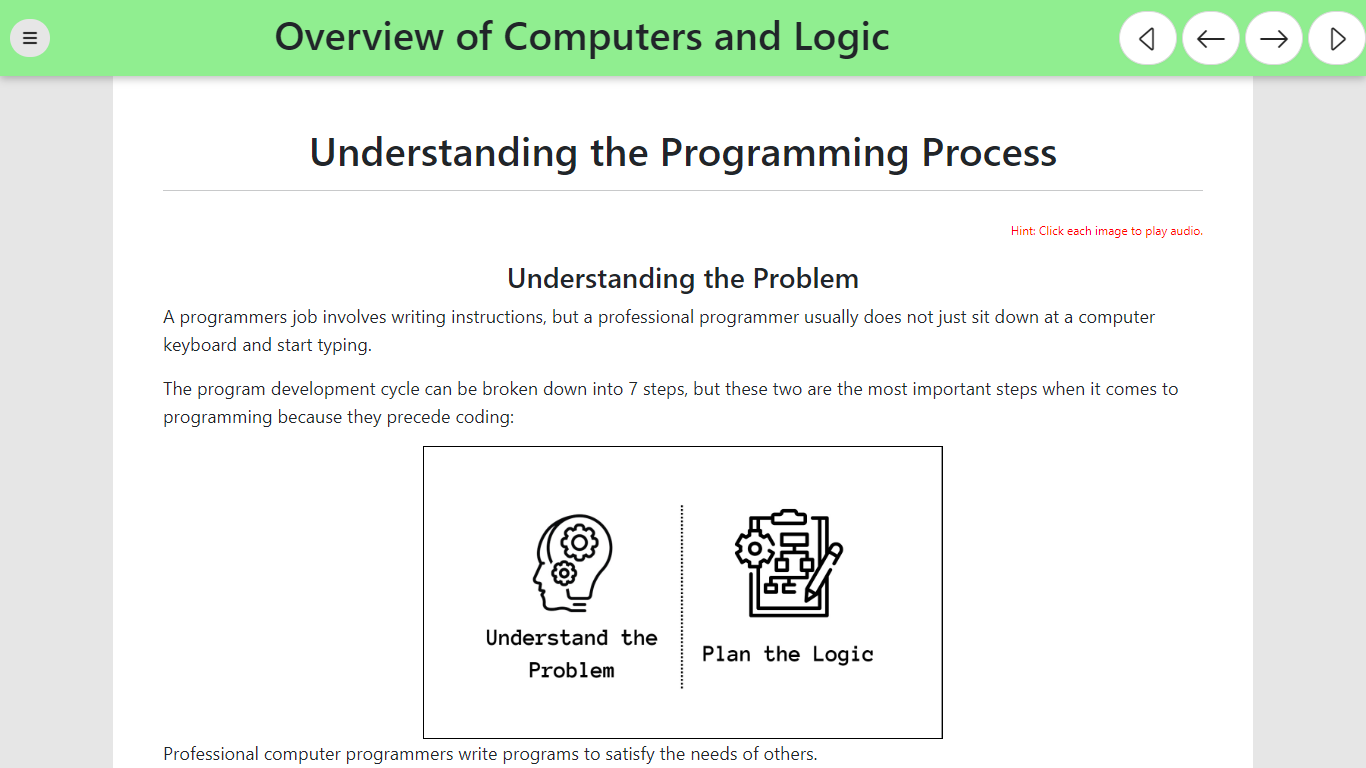 Overview of Computers and Logic
Understanding the Programming Process
Hint: Click each image to play audio.
Understanding the Problem
A programmers job involves writing instructions, but a professional programmer usually does not just sit down at a computer
keyboard and start typing.
The program development cycle can be broken down into 7 steps, but these two are the most important steps when it comes to
programming because they precede coding:
Understand the
Problem
Plan the Logic
Professional computer programmers write programs to satisfy the needs of others.